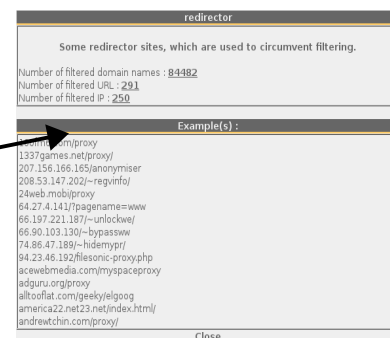 redirector
Some redirector sites, which are used to circumvent filtering.
Number of filtered domain names : 84482
Number of filtered URL : 291
Number of filtered IP : 250
Example(s) :
1337games.net/proxy/
207.156.166.165/anonymiser
208.53.147.202/~regvinfo/
24web.mobi/proxy
64.27.4.141/?pagename=www
66.197.221.187/~unlockwe/
66.90.103.130/~bypassww
74.86.47.189/~hidemypr/
94.23.46.192/filesonic-proxy.php
acewebmedia.com/myspaceproxy
adguru.org/proxy
alltooflat.com/geeky/elgoog
america22.net23.net/index.html/
andrewtchin.com/proxy/
Close